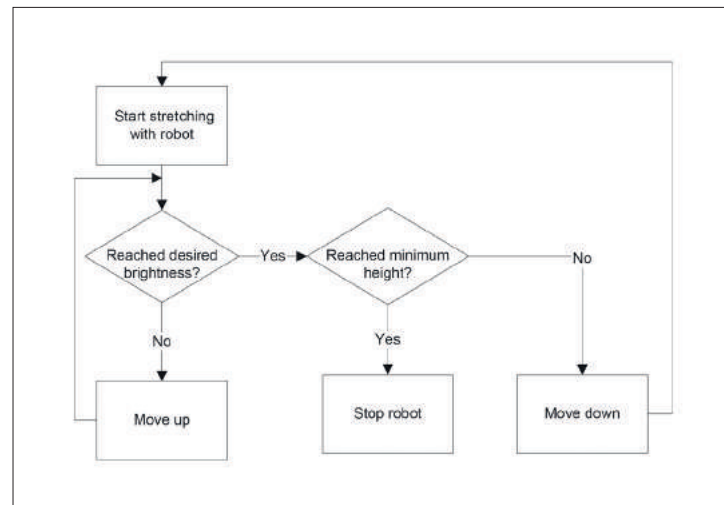 Start stretching
with robot
Reached desired
brightness?
Yes
Reached minimum
height?
No
No
Yes
Move up
Stop robot
Move down